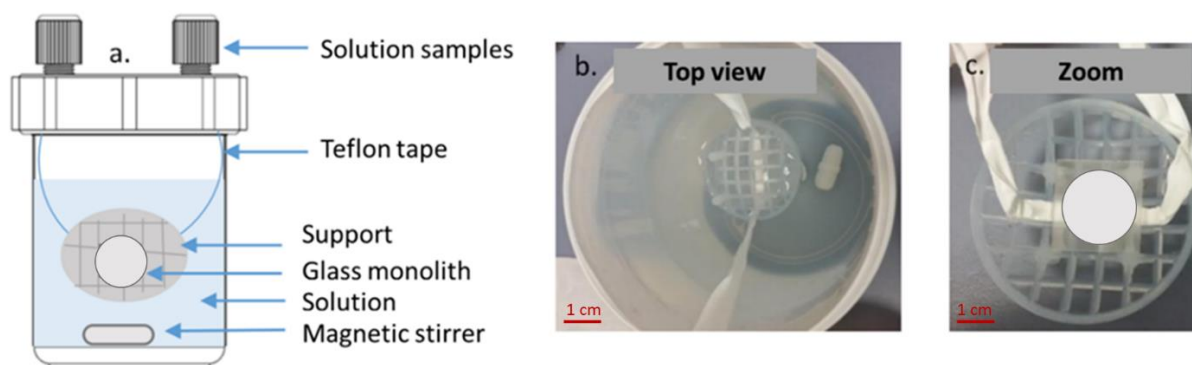 a.
Solution samples
Teflon tape
Support
Glass monolith
Solution
Magnetic stirrer
b.
Top view
1 cm
c.
Zoom
1 cm